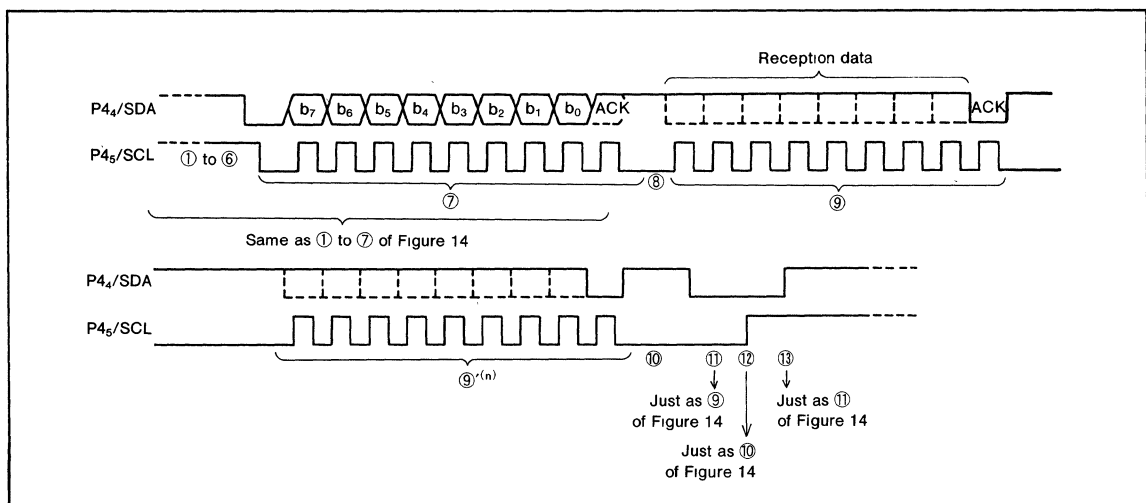 Reception data
P4₄/SDA b₇ b₆ b₅ b₄ b₃ b₂ b₁ b₀ ACK ACK
P4₅/SCL ① to ⑥
⑦ ⑧ ⑨
Same as ① to ⑦ of Figure 14
P4₄/SDA
P4₅/SCL
⑨′⁽ⁿ⁾ ⑩ ⑪ ⑫ ⑬
Just as ⑨ Just as ⑪
of Figure 14 of Figure 14
Just as ⑩
of Figure 14